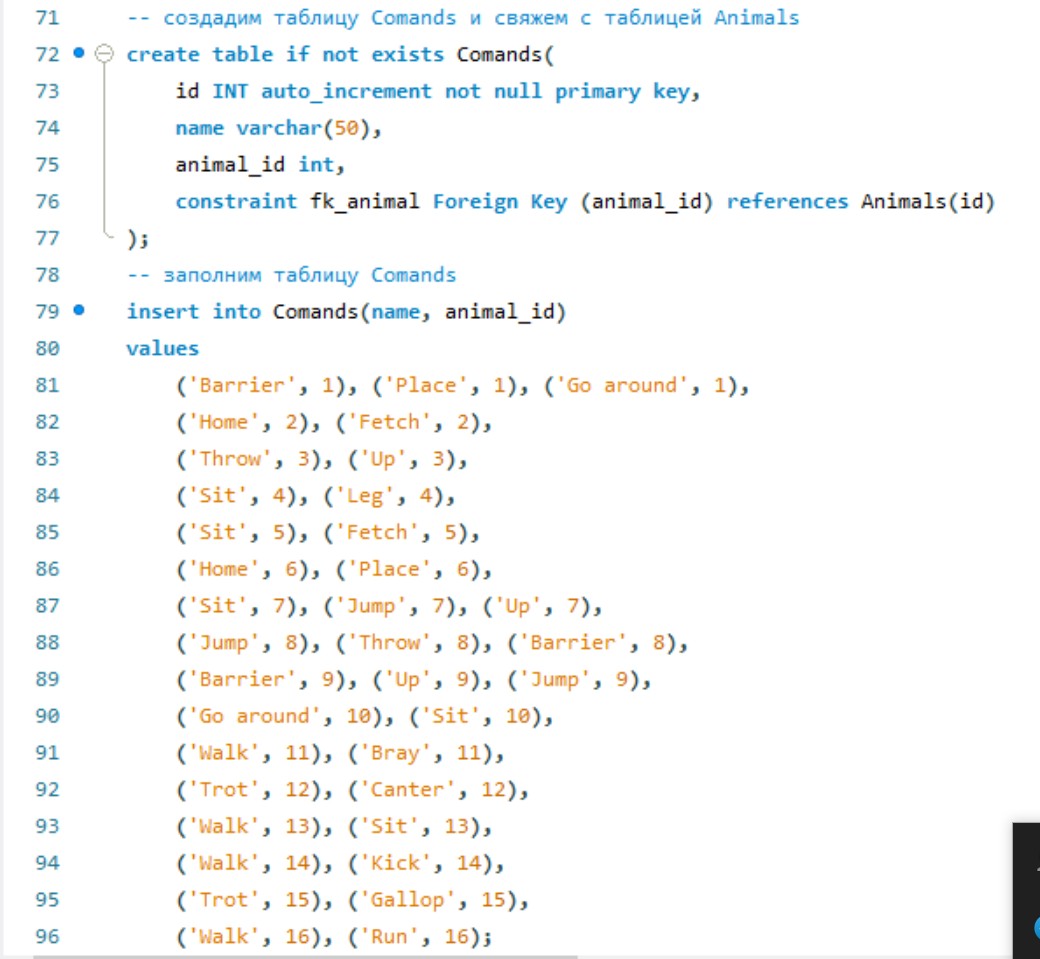 71 -- создадим таблицу Comands и свяжем с таблицей Animals
72 create table if not exists Comands(
73 id INT auto_increment not null primary key,
74 name varchar(50),
75 animal_id int,
76 constraint fk_animal Foreign Key (animal_id) references Animals(id)
77 );
78 -- заполним таблицу Comands
79 insert into Comands(name, animal_id)
80 values
81 ('Barrier', 1), ('Place', 1), ('Go around', 1),
82 ('Home', 2), ('Fetch', 2),
83 ('Throw', 3), ('Up', 3),
84 ('Sit', 4), ('Leg', 4),
85 ('Sit', 5), ('Fetch', 5),
86 ('Home', 6), ('Place', 6),
87 ('Sit', 7), ('Jump', 7), ('Up', 7),
88 ('Jump', 8), ('Throw', 8), ('Barrier', 8),
89 ('Barrier', 9), ('Up', 9), ('Jump', 9),
90 ('Go around', 10), ('Sit', 10),
91 ('Walk', 11), ('Bray', 11),
92 ('Trot', 12), ('Canter', 12),
93 ('Walk', 13), ('Sit', 13),
94 ('Walk', 14), ('Kick', 14),
95 ('Trot', 15), ('Gallop', 15),
96 ('Walk', 16), ('Run', 16);